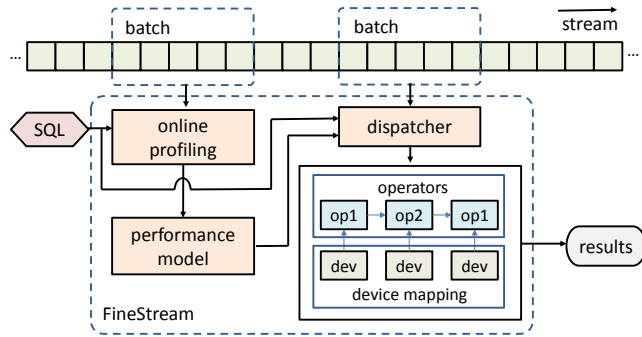 batch
batch
stream
...
...
SQL
online
profiling
dispatcher
operators
op1
op2
op1
performance
model
dev
dev
dev
device mapping
results
FineStream